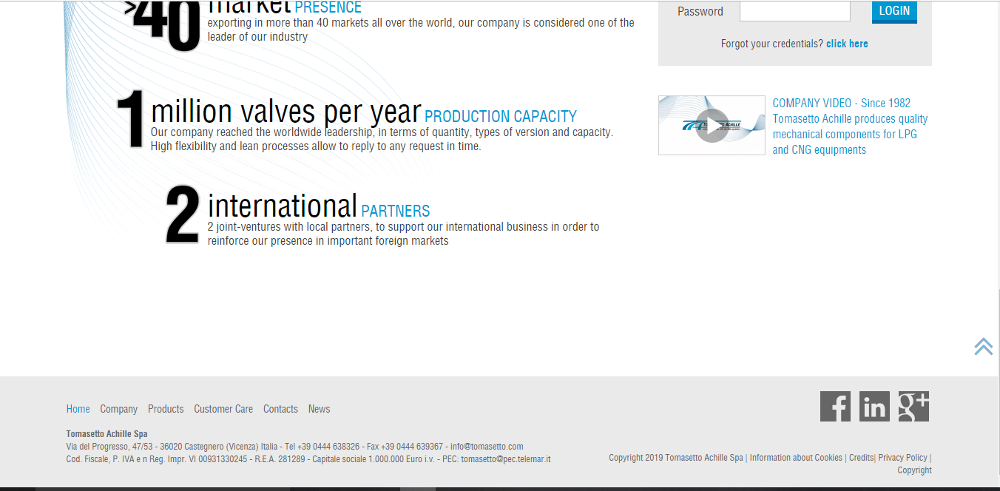 >40 market PRESENCE
exporting in more than 40 markets all over the world, our company is considered one of the
leader of our industry
1 million valves per year PRODUCTION CAPACITY
Our company reached the worldwide leadership, in terms of quantity, types of version and capacity.
High flexibility and lean processes allow to reply to any request in time.
2 international PARTNERS
2 joint-ventures with local partners, to support our international business in order to
reinforce our presence in important foreign markets
Password LOGIN
Forgot your credentials? click here
COMPANY VIDEO - Since 1982
Tomasetto Achille produces quality
mechanical components for LPG
and CNG equipments
Home Company Products Customer Care Contacts News
f in g+
Tomasetto Achille Spa
Via del Progresso, 47/53 - 36020 Castegnero (Vicenza) Italia - Tel +39 0444 638326 - Fax +39 0444 639367 - info@tomasetto.com
Cod. Fiscale, P. IVA e n Reg. Impr. VI 00931330245 - R.E.A. 281289 - Capitale sociale 1.000.000 Euro i.v. - PEC: tomasetto@pec.telemar.it
Copyright 2019 Tomasetto Achille Spa | Information about Cookies | Credits| Privacy Policy |
Copyright